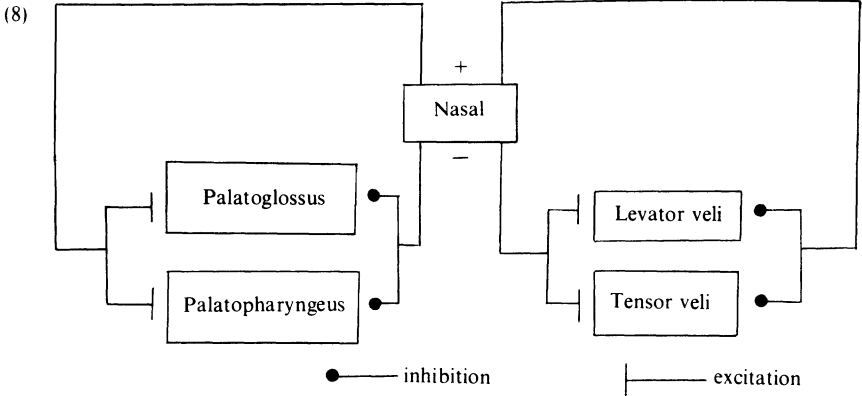 (8)
+
Nasal
−
Palatoglossus
Levator veli
Palatopharyngeus
Tensor veli
inhibition
excitation